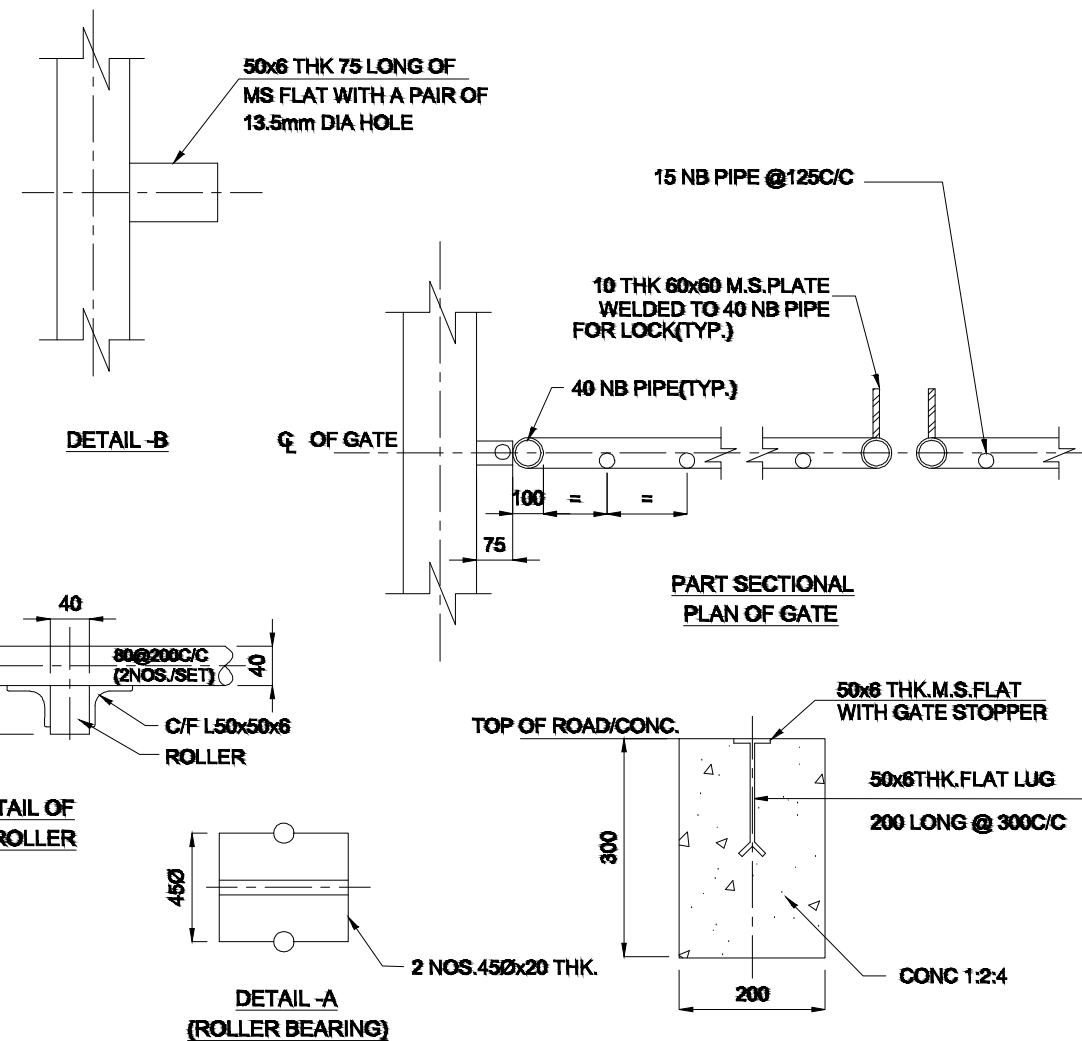 50x6 THK 75 LONG OF
MS FLAT WITH A PAIR OF
13.5mm DIA HOLE
DETAIL -B
15 NB PIPE @125C/C
10 THK 60x60 M.S.PLATE
WELDED TO 40 NB PIPE
FOR LOCK(TYP.)
40 NB PIPE(TYP.)
℄ OF GATE
100 = =
75
PART SECTIONAL
PLAN OF GATE
40
80@200C/C
(2NOS./SET)
40
C/F L50x50x6
ROLLER
TAIL OF
ROLLER
45Ø
2 NOS.45Øx20 THK.
DETAIL -A
(ROLLER BEARING)
50x6 THK.M.S.FLAT
WITH GATE STOPPER
TOP OF ROAD/CONC.
50x6THK.FLAT LUG
200 LONG @ 300C/C
300
CONC 1:2:4
200